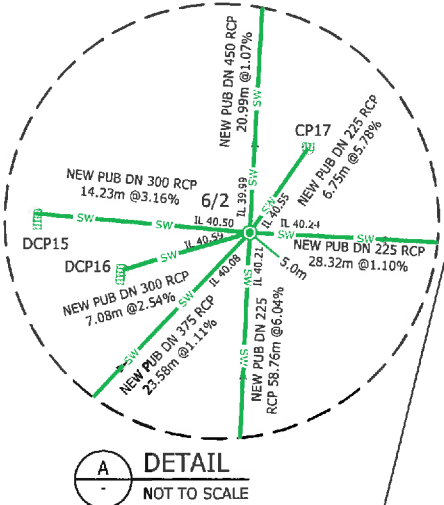 NEW PUB DN 450 RCP
20.99m @1.07%
SW
CP17
NEW PUB DN 225 RCP
6.75m @5.78%
SW
NEW PUB DN 300 RCP
14.23m @3.16%
6/2
IL 39.99
SW
IL 40.55
SW
SW
IL 40.50
IL 40.24
SW
SW
DCP15
IL 40.59
SW
NEW PUB DN 225 RCP
28.32m @1.10%
DCP16
5.0m
NEW PUB DN 300 RCP
7.08m @2.54%
IL 40.08
SW
IL 40.21
SW
NEW PUB DN 375 RCP
23.58m @1.11%
SW
NEW PUB DN 225
RCP 58.76m @6.04%
SW
A
-
DETAIL
NOT TO SCALE